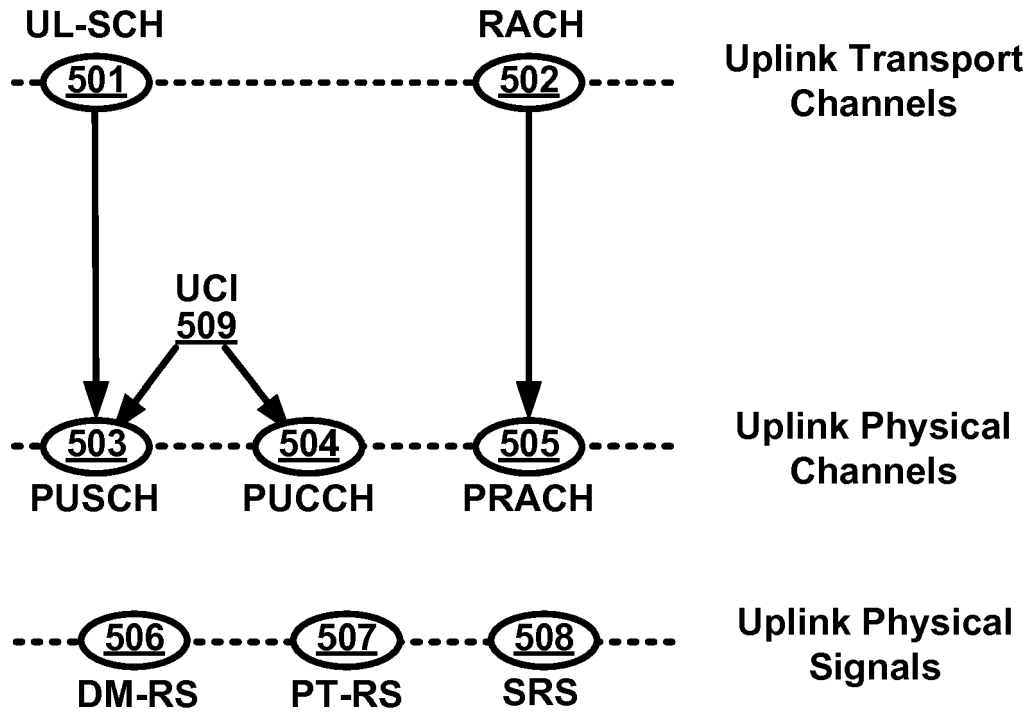 UL-SCH
RACH
501
502
Uplink Transport
Channels
UCI
509
503
504
505
Uplink Physical
Channels
PUSCH
PUCCH
PRACH
506
507
508
Uplink Physical
Signals
DM-RS
PT-RS
SRS